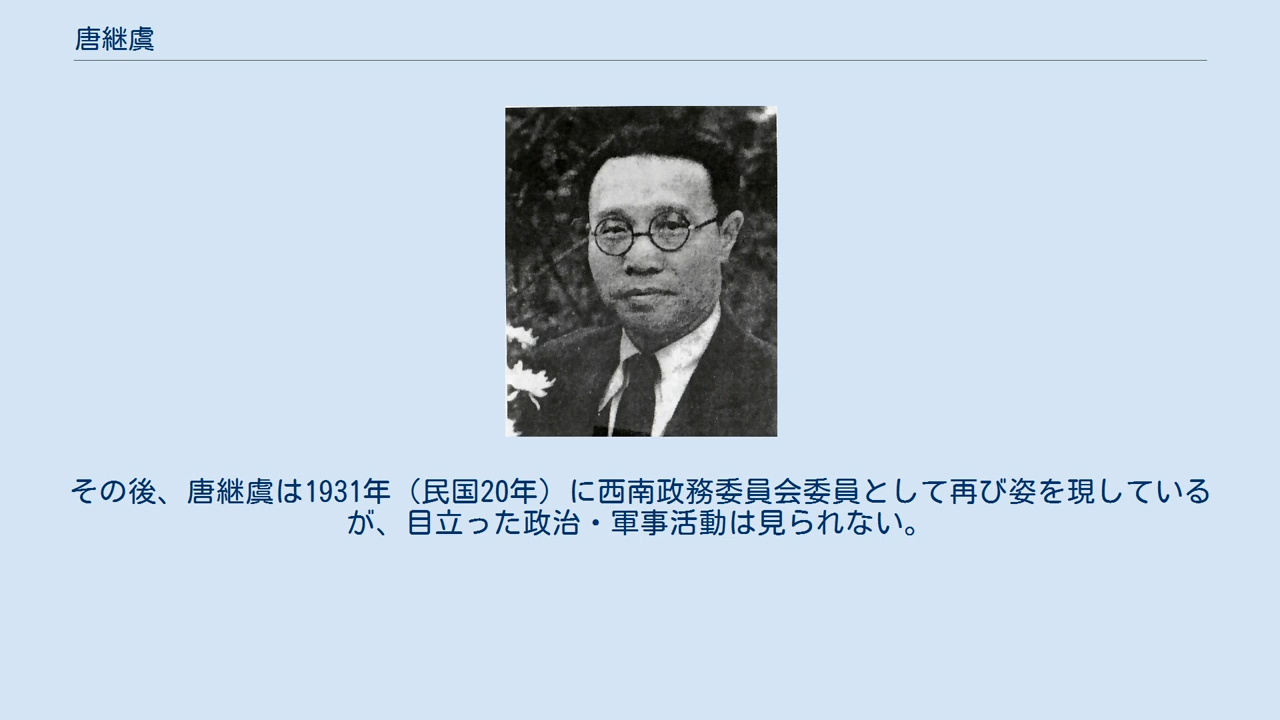 唐継虞
その後、唐継虞は1931年（民国20年）に西南政務委員会委員として再び姿を現している
が、目立った政治・軍事活動は見られない。